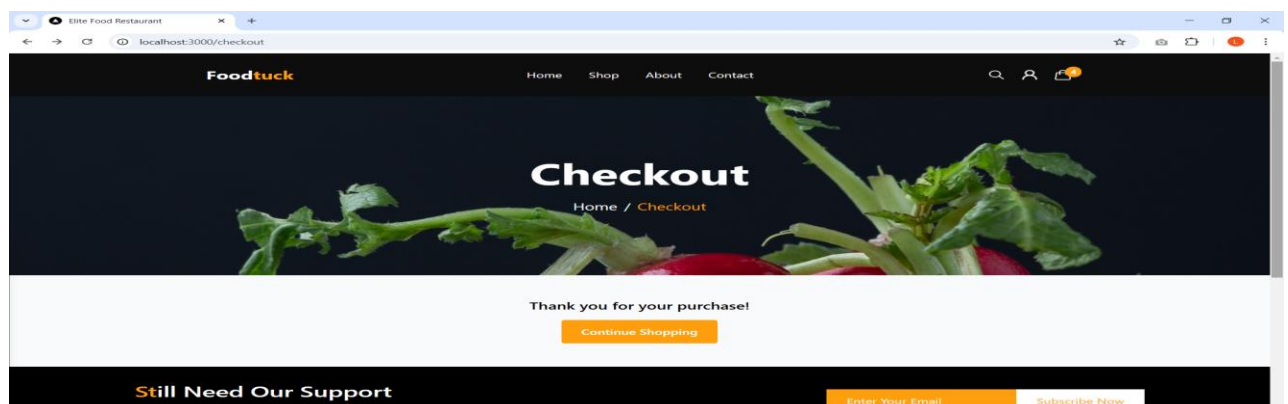 Elite Food Restaurant
localhost:3000/checkout
L
Foodtuck
Home Shop About Contact
4
Checkout
Home / Checkout
Thank you for your purchase!
Continue Shopping
Still Need Our Support
Enter Your Email
Subscribe Now